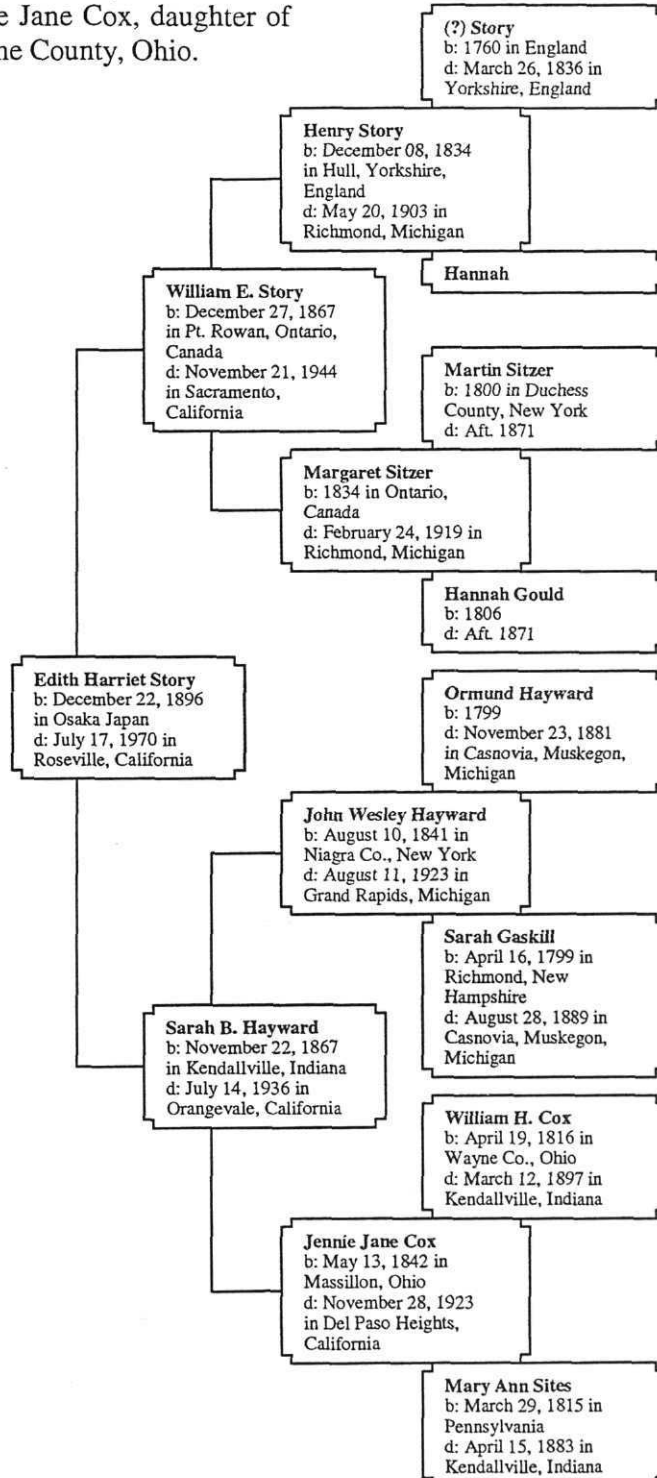 e Jane Cox, daughter of
ne County, Ohio.
(?) Story
b: 1760 in England
d: March 26, 1836 in
Yorkshire, England
Henry Story
b: December 08, 1834
in Hull, Yorkshire,
England
d: May 20, 1903 in
Richmond, Michigan
Hannah
William E. Story
b: December 27, 1867
in Pt. Rowan, Ontario,
Canada
d: November 21, 1944
in Sacramento,
California
Martin Sitzer
b: 1800 in Duchess
County, New York
d: Aft. 1871
Margaret Sitzer
b: 1834 in Ontario,
Canada
d: February 24, 1919 in
Richmond, Michigan
Hannah Gould
b: 1806
d: Aft. 1871
Edith Harriet Story
b: December 22, 1896
in Osaka Japan
d: July 17, 1970 in
Roseville, California
Ormund Hayward
b: 1799
d: November 23, 1881
in Casnovia, Muskegon,
Michigan
John Wesley Hayward
b: August 10, 1841 in
Niagra Co., New York
d: August 11, 1923 in
Grand Rapids, Michigan
Sarah Gaskill
b: April 16, 1799 in
Richmond, New
Hampshire
d: August 28, 1889 in
Casnovia, Muskegon,
Michigan
Sarah B. Hayward
b: November 22, 1867
in Kendallville, Indiana
d: July 14, 1936 in
Orangevale, California
William H. Cox
b: April 19, 1816 in
Wayne Co., Ohio
d: March 12, 1897 in
Kendallville, Indiana
Jennie Jane Cox
b: May 13, 1842 in
Massillon, Ohio
d: November 28, 1923
in Del Paso Heights,
California
Mary Ann Sites
b: March 29, 1815 in
Pennsylvania
d: April 15, 1883 in
Kendallville, Indiana